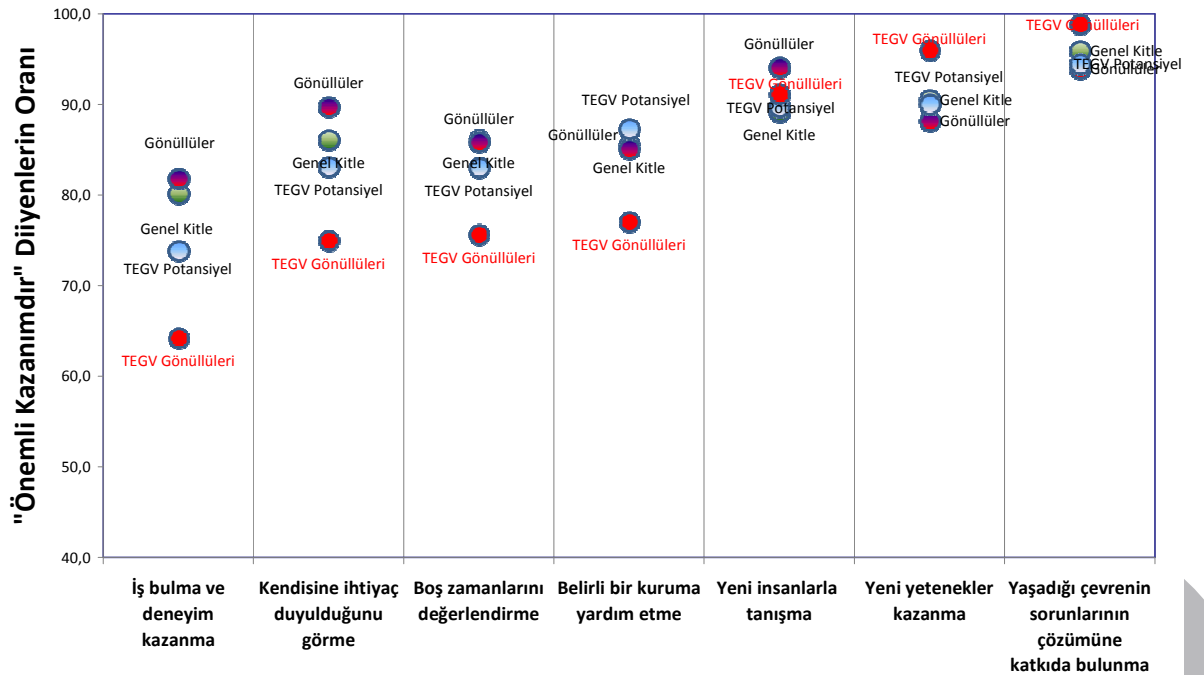 "Önemli Kazanımdır" Diiyenlerin Oranı
100,0
90,0
80,0
70,0
60,0
50,0
40,0
Gönüllüler
Genel Kitle
TEGV Potansiyel
TEGV Gönüllüleri
Gönüllüler
Genel Kitle
TEGV Potansiyel
TEGV Gönüllüleri
Gönüllüler
Genel Kitle
TEGV Potansiyel
TEGV Gönüllüleri
TEGV Potansiyel
Gönüllüler
Genel Kitle
TEGV Gönüllüleri
Gönüllüler
TEGV Gönüllüleri
TEGV Potansiyel
Genel Kitle
TEGV Gönüllüleri
TEGV Potansiyel
Genel Kitle
Gönüllüler
TEGV Gönüllüleri
Genel Kitle
TEGV Potansiyel
Gönüllüler
İş bulma ve
deneyim
kazanma
Kendisine ihtiyaç
duyulduğunu
görme
Boş zamanlarını
değerlendirme
Belirli bir kuruma
yardım etme
Yeni insanlarla
tanışma
Yeni yetenekler
kazanma
Yaşadığı çevrenin
sorunlarının
çözümüne
katkıda bulunma